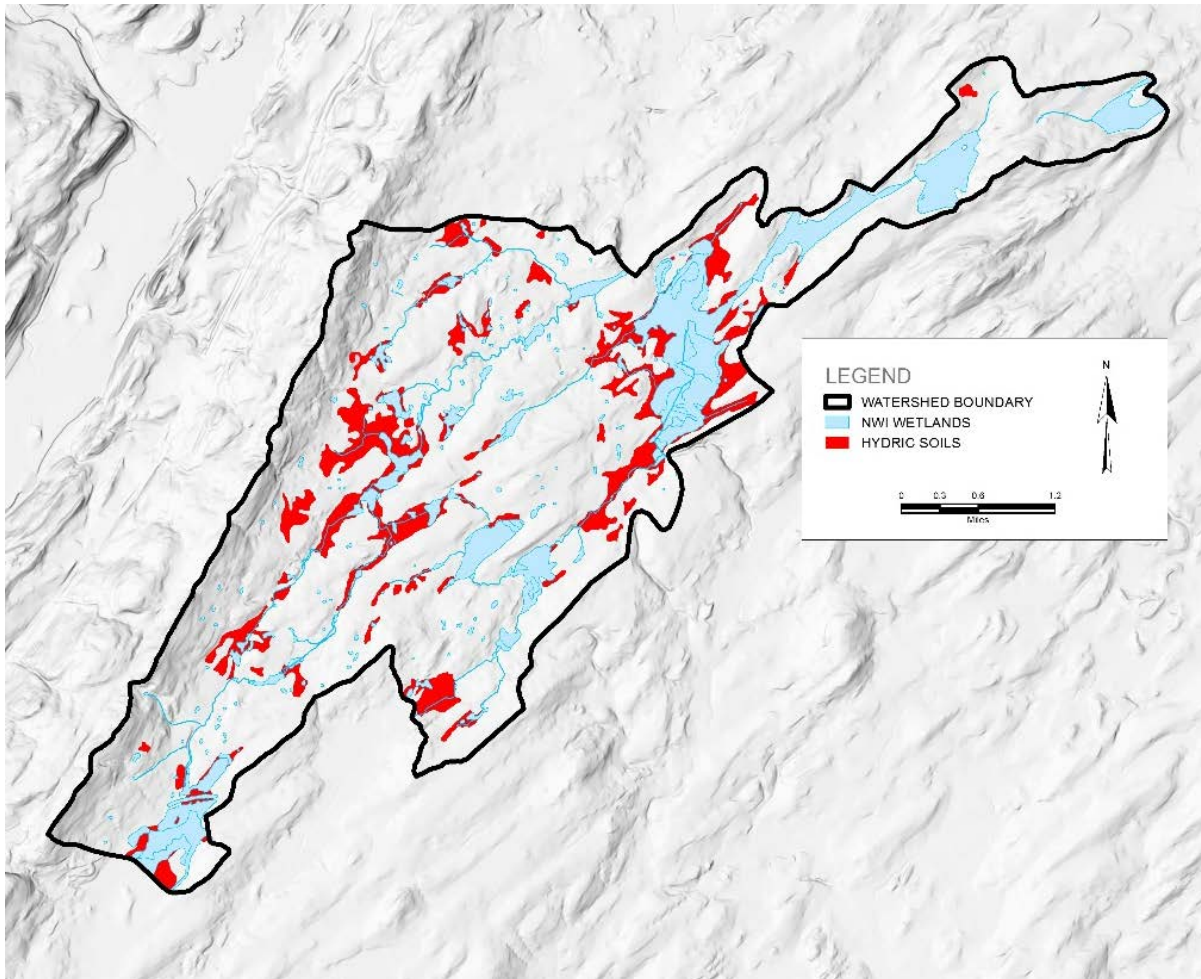 LEGEND
WATERSHED BOUNDARY
NWI WETLANDS
HYDRIC SOILS
N
0 0.3 0.6 1.2
Miles